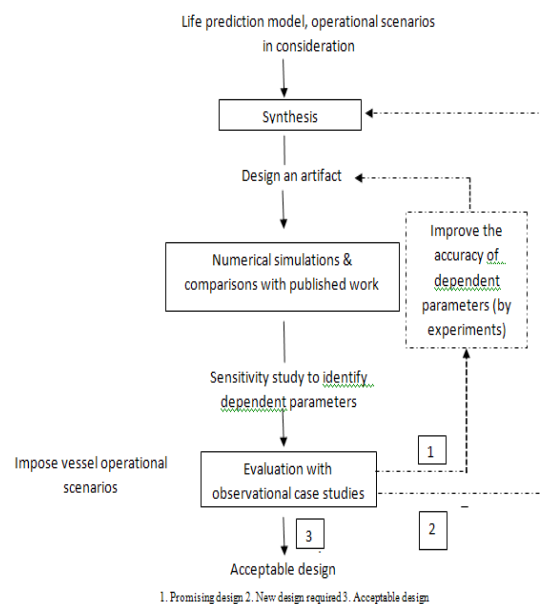 Life prediction model, operational scenarios
in consideration
Synthesis
Design an artifact
Improve the
accuracy of
dependent
parameters (by
experiments)
Numerical simulations &
comparisons with published work
Sensitivity study to identify
dependent parameters
Impose vessel operational
scenarios
Evaluation with
observational case studies
1
2
3
Acceptable design
1. Promising design 2. New design required 3. Acceptable design